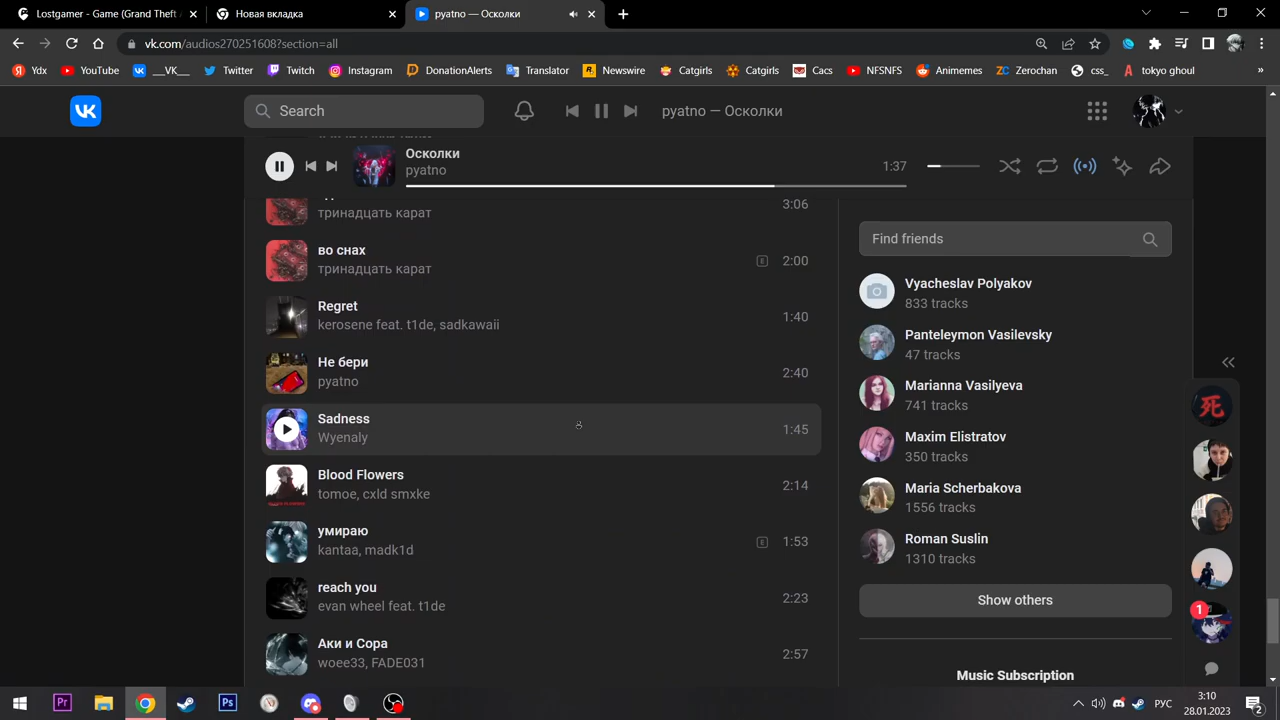 Lostgamer - Game (Grand Theft A
Новая вкладка
pyatno — Осколки
vk.com/audios270251608?section=all
Ydx
YouTube
__VK__
Twitter
Twitch
Instagram
DonationAlerts
Translator
Newswire
Catgirls
Catgirls
Cacs
NFSNFS
Animemes
Zerochan
css_
tokyo ghoul
»
Search
pyatno — Осколки
Осколки
pyatno
1:37
тринадцать карат
3:06
во снах
тринадцать карат
E
2:00
Regret
kerosene feat. t1de, sadkawaii
1:40
Не бери
pyatno
2:40
Sadness
Wyenaly
1:45
Blood Flowers
tomoe, cxld smxke
2:14
умираю
kantaa, madk1d
E
1:53
reach you
evan wheel feat. t1de
2:23
Аки и Сора
woee33, FADE031
2:57
Find friends
Vyacheslav Polyakov
833 tracks
Panteleymon Vasilevsky
47 tracks
Marianna Vasilyeva
741 tracks
Maxim Elistratov
350 tracks
Maria Scherbakova
1556 tracks
Roman Suslin
1310 tracks
Show others
Music Subscription
死
1
Pr
Ps
РУС
3:10
28.01.2023
2